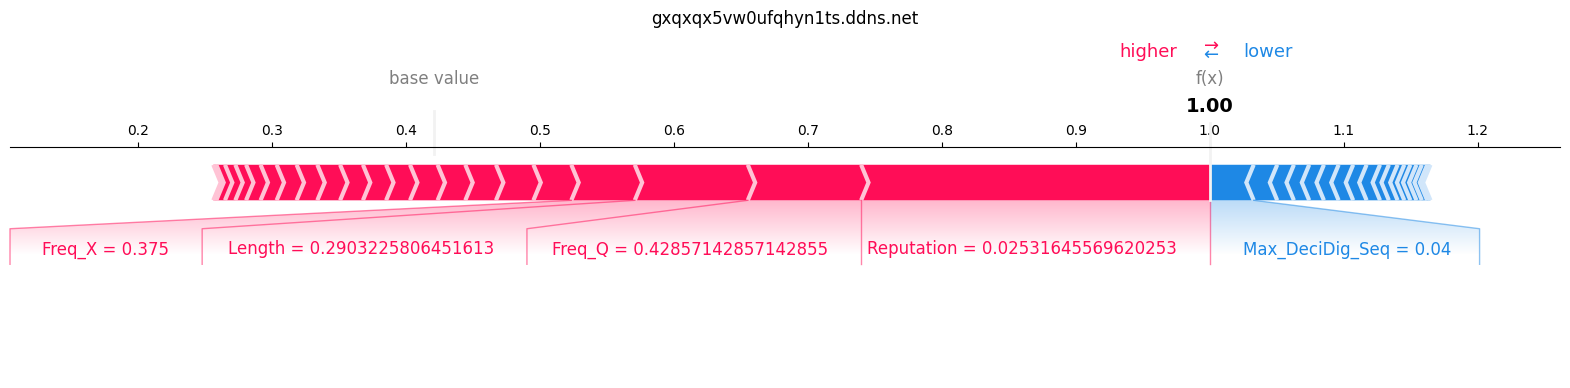 gxqxqx5vw0ufqhyn1ts.ddns.net
higher ⇄ lower
base value f(x)
1.00
0.2 0.3 0.4 0.5 0.6 0.7 0.8 0.9 1.0 1.1 1.2
Freq_X = 0.375 Length = 0.2903225806451613 Freq_Q = 0.42857142857142855 Reputation = 0.02531645569620253 Max_DeciDig_Seq = 0.04